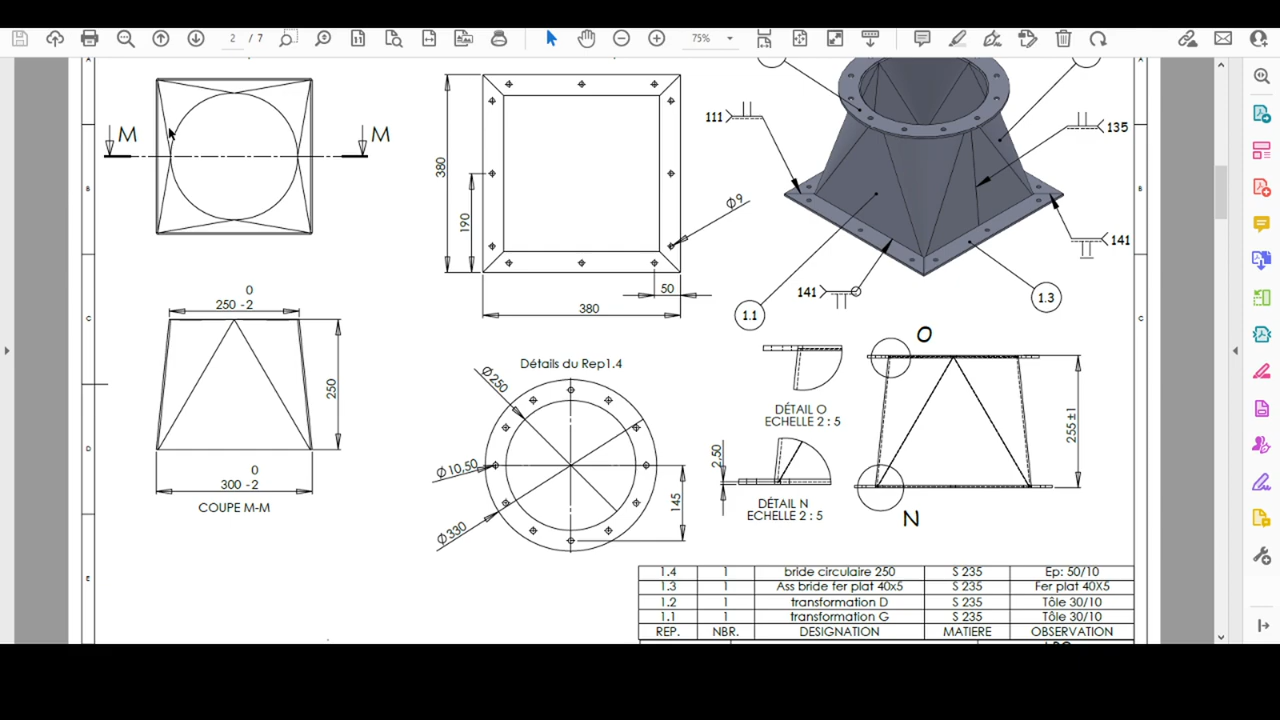 2 / 7
75%
M
M
380
190
Ø9
50
380
111
135
141
141
1.1
1.3
0
250 -2
250
0
300 -2
COUPE M-M
Détails du Rep1.4
Ø250
Ø10,50
Ø330
145
DÉTAIL O
ECHELLE 2 : 5
2,50
DÉTAIL N
ECHELLE 2 : 5
O
N
255±1
A
A
B
B
C
C
D
D
E
E
1.4 1 bride circulaire 250 S 235 Ep: 50/10
1.3 1 Ass bride fer plat 40x5 S 235 Fer plat 40X5
1.2 1 transformation D S 235 Tôle 30/10
1.1 1 transformation G S 235 Tôle 30/10
REP. NBR. DESIGNATION MATIERE OBSERVATION